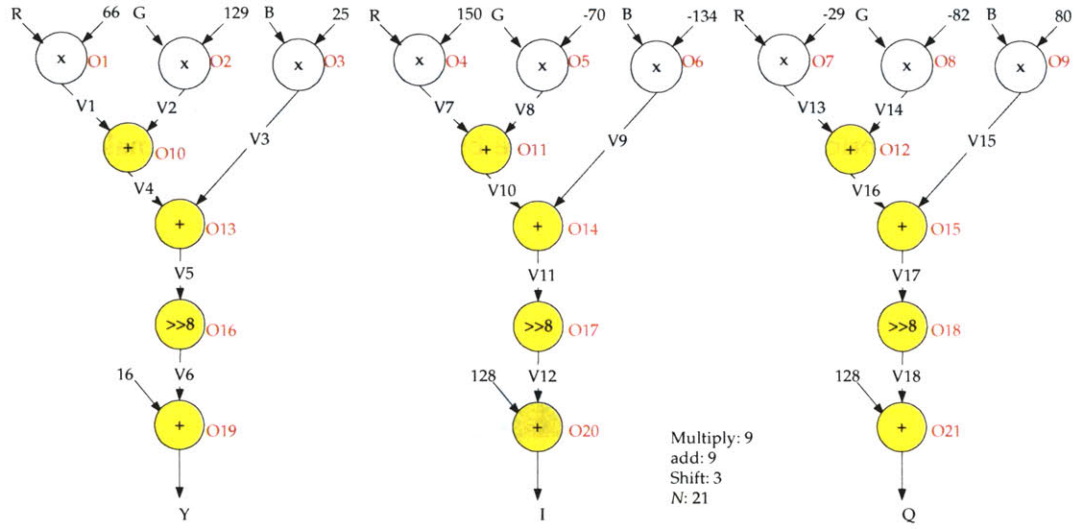 R 66 G 129 B 25 R 150 G -70 B -134 R -29 G -82 B 80
x O1 x O2 x O3 x O4 x O5 x O6 x O7 x O8 x O9
V1 V2 V7 V8 V13 V14
V3 V9 V15
+ O10 + O11 + O12
V4 V10 V16
+ O13 + O14 + O15
V5 V11 V17
>>8 O16 >>8 O17 >>8 O18
16 V6 128 V12 128 V18
+ O19 + O20 + O21
Multiply: 9
add: 9
Shift: 3
N: 21
Y I Q